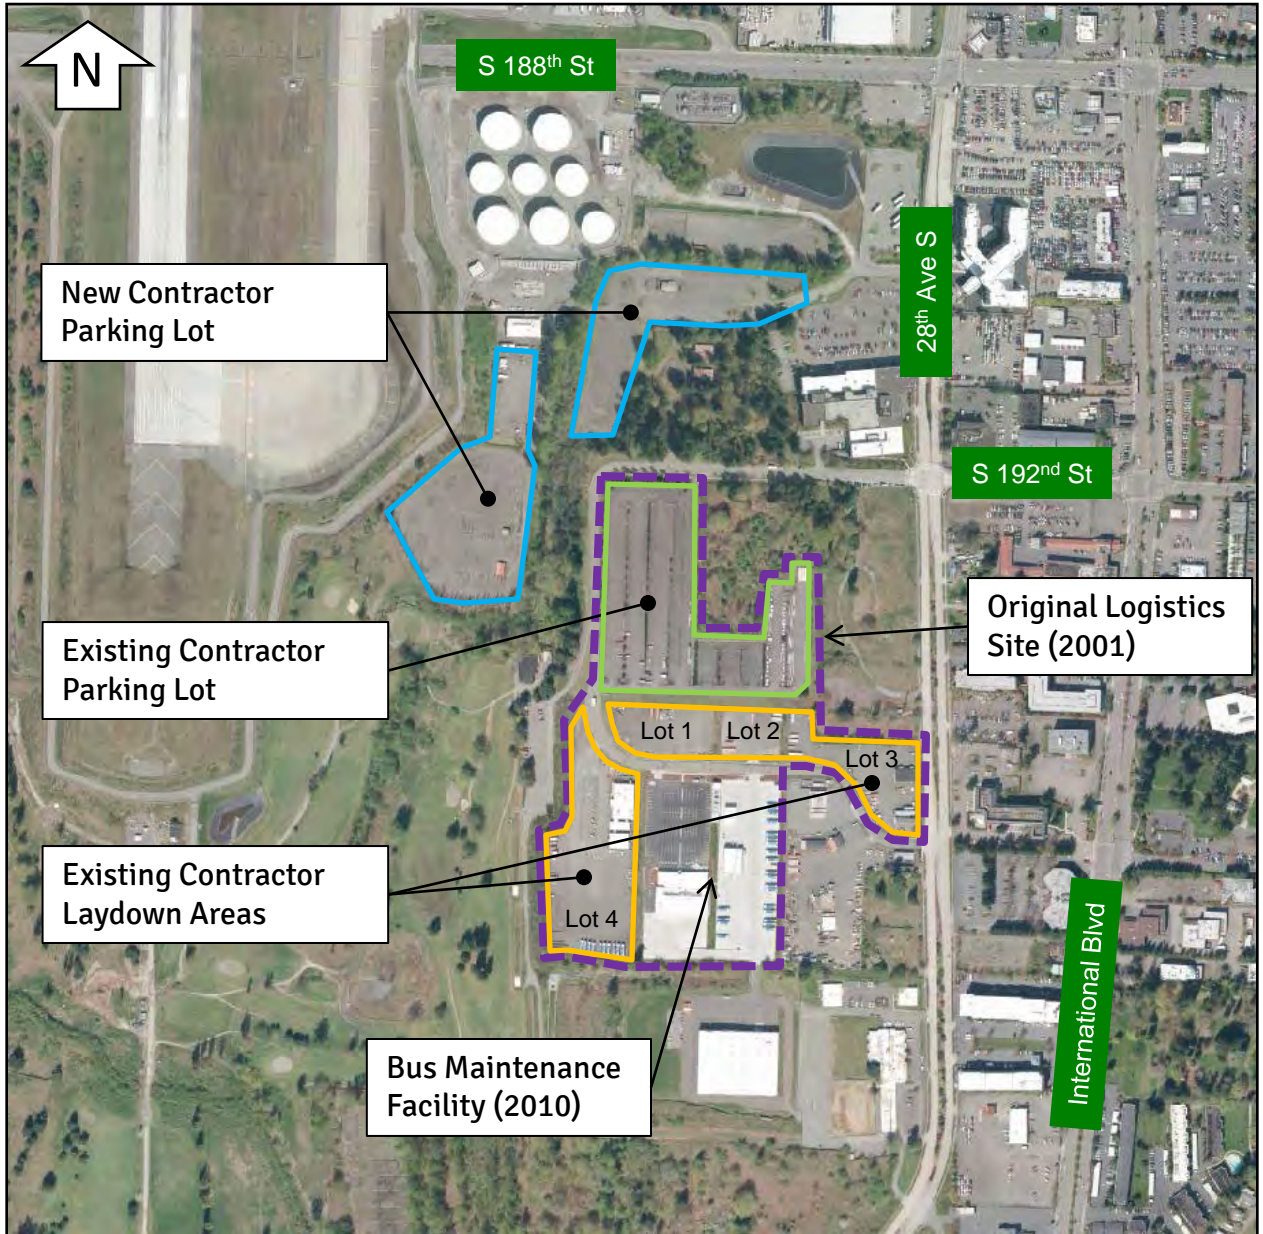 N
S 188th St
28th Ave S
New Contractor
Parking Lot
S 192nd St
Original Logistics
Site (2001)
Existing Contractor
Parking Lot
Lot 1
Lot 2
Lot 3
Existing Contractor
Laydown Areas
Lot 4
International Blvd
Bus Maintenance
Facility (2010)